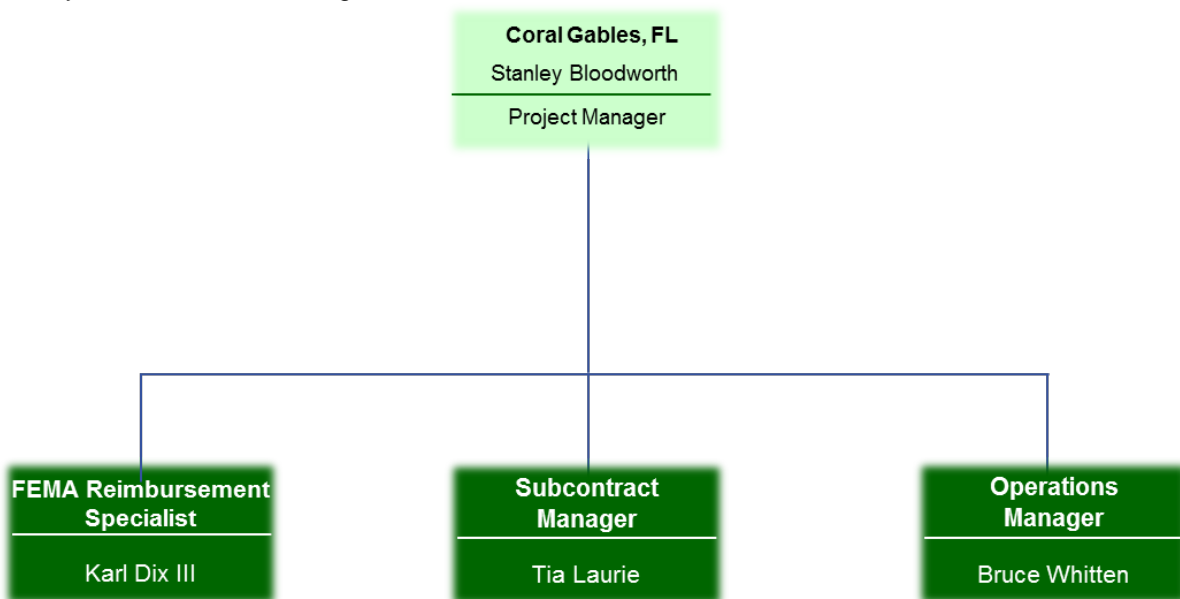 Coral Gables, FL
Stanley Bloodworth
Project Manager
FEMA Reimbursement
Specialist
Karl Dix III
Subcontract
Manager
Tia Laurie
Operations
Manager
Bruce Whitten